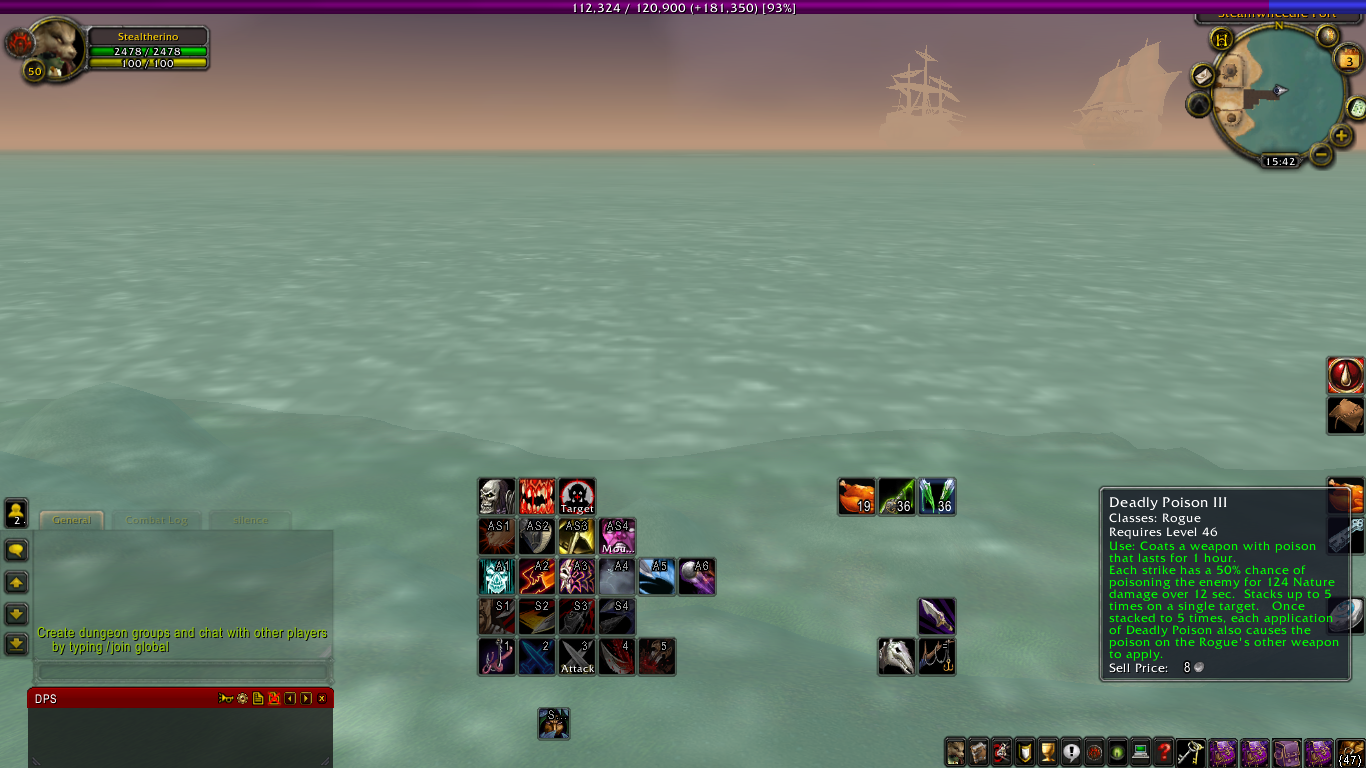 112,324 / 120,900 (+181,350) [93%]
Steamwheedle Port
Stealtherino
2478 / 2478
100 / 100
50
N
3
15:42
2
General
Combat Log
silence
Create dungeon groups and chat with other players
by typing /join global
DPS
Target
AS1
AS2
AS3
AS4
Mou...
A1
A2
A3
A4
A5
A6
S1
S2
S3
S4
1
2
3
4
5
Attack
S...
19
36
36
Deadly Poison III
Classes: Rogue
Requires Level 46
Use: Coats a weapon with poison
that lasts for 1 hour.
Each strike has a 50% chance of
poisoning the enemy for 124 Nature
damage over 12 sec.  Stacks up to 5
times on a single target.  Once
stacked to 5 times, each application
of Deadly Poison also causes the
poison on the Rogue's other weapon
to apply.
Sell Price: 8
(47)